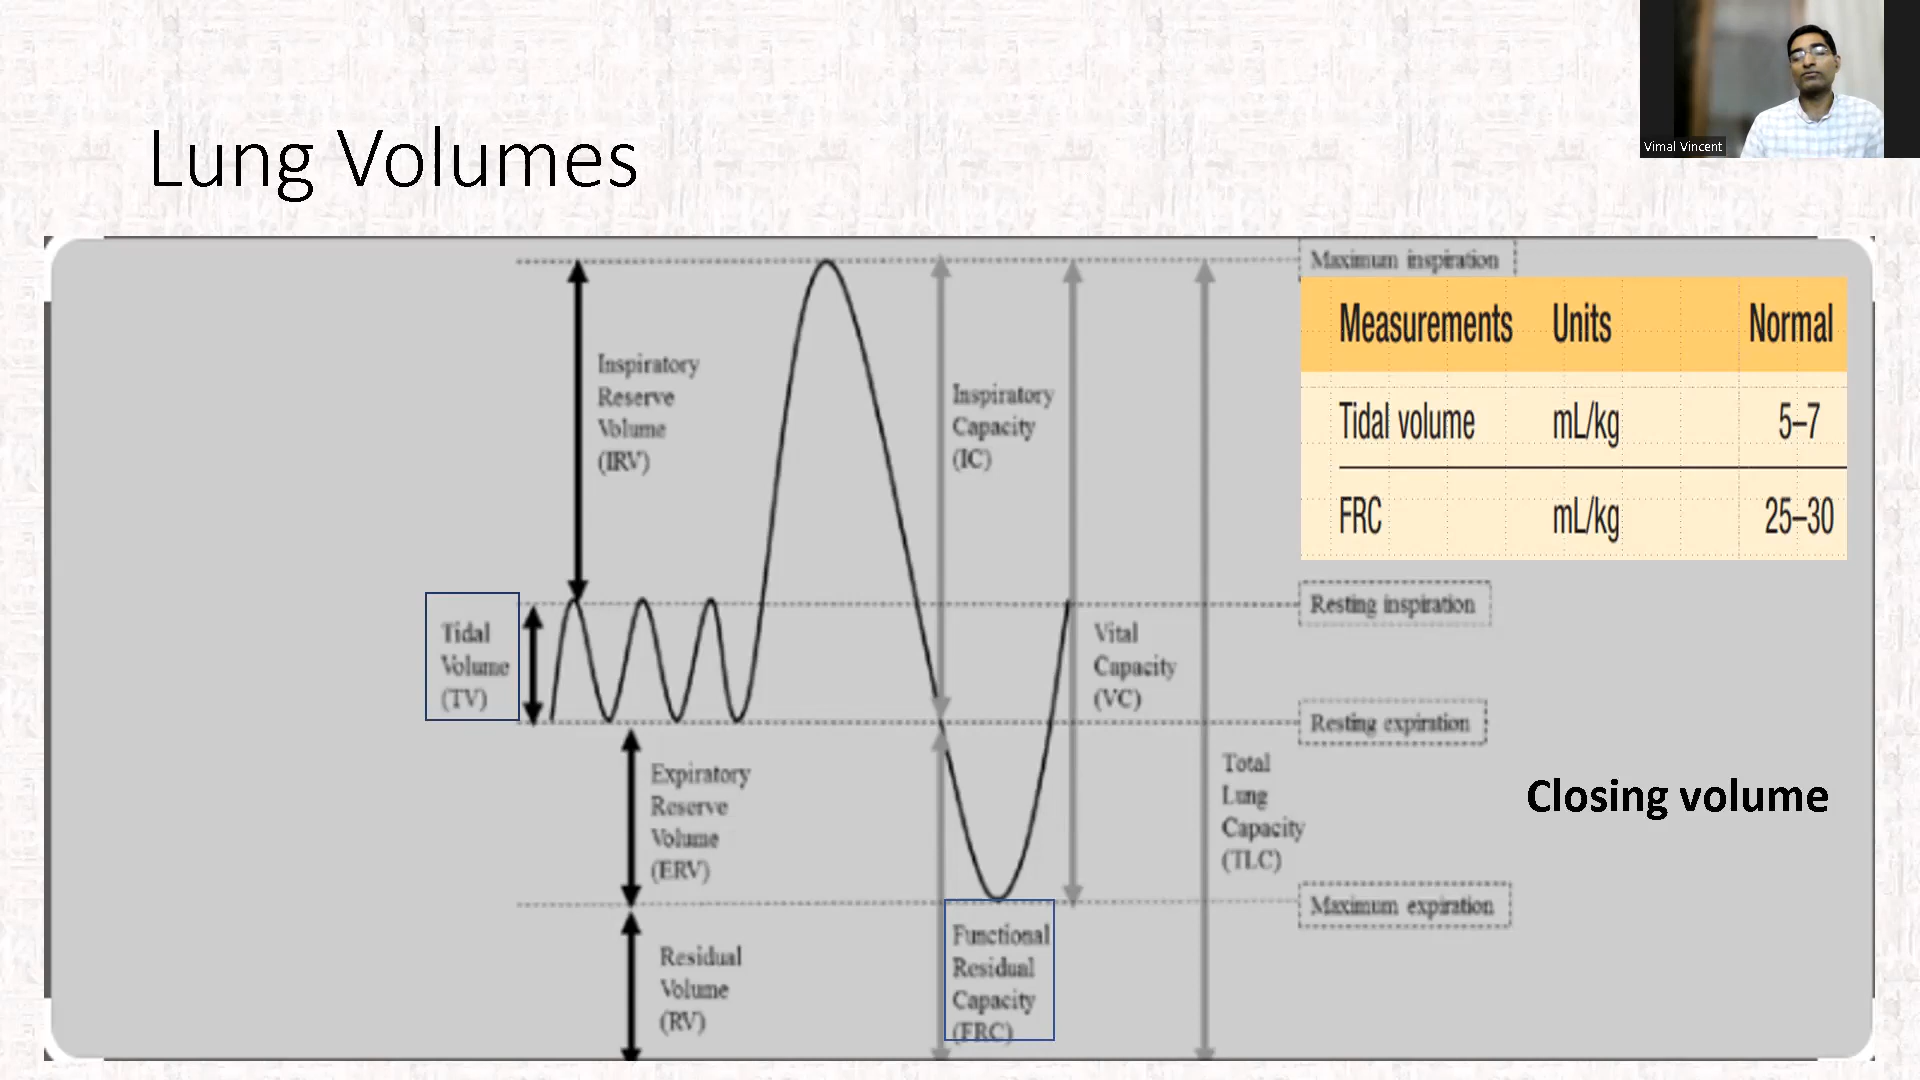 Vimal Vincent
Lung Volumes
Maximum inspiration
Measurements Units Normal
Tidal volume mL/kg 5–7
FRC mL/kg 25–30
Inspiratory
Reserve
Volume
(IRV)
Inspiratory
Capacity
(IC)
Resting inspiration
Tidal
Volume
(TV)
Vital
Capacity
(VC)
Resting expiration
Expiratory
Reserve
Volume
(ERV)
Total
Lung
Capacity
(TLC)
Closing volume
Maximum expiration
Residual
Volume
(RV)
Functional
Residual
Capacity
(FRC)